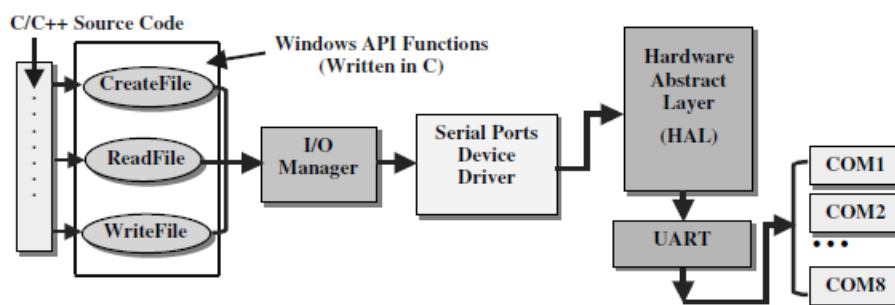 C/C++ Source Code
Windows API Functions
(Written in C)
CreateFile
ReadFile
WriteFile
I/O
Manager
Serial Ports
Device
Driver
Hardware
Abstract
Layer
(HAL)
UART
COM1
COM2
COM8